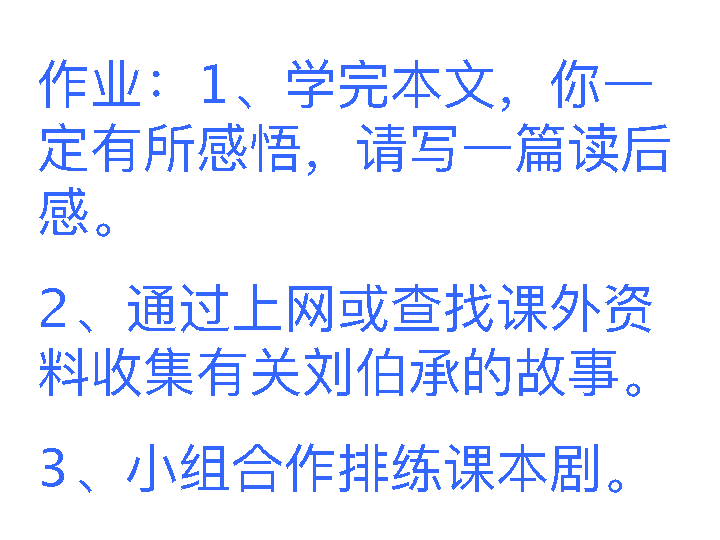 作业：1、学完本文，你一
定有所感悟，请写一篇读后
感。
2、通过上网或查找课外资
料收集有关刘伯承的故事。
3、小组合作排练课本剧。